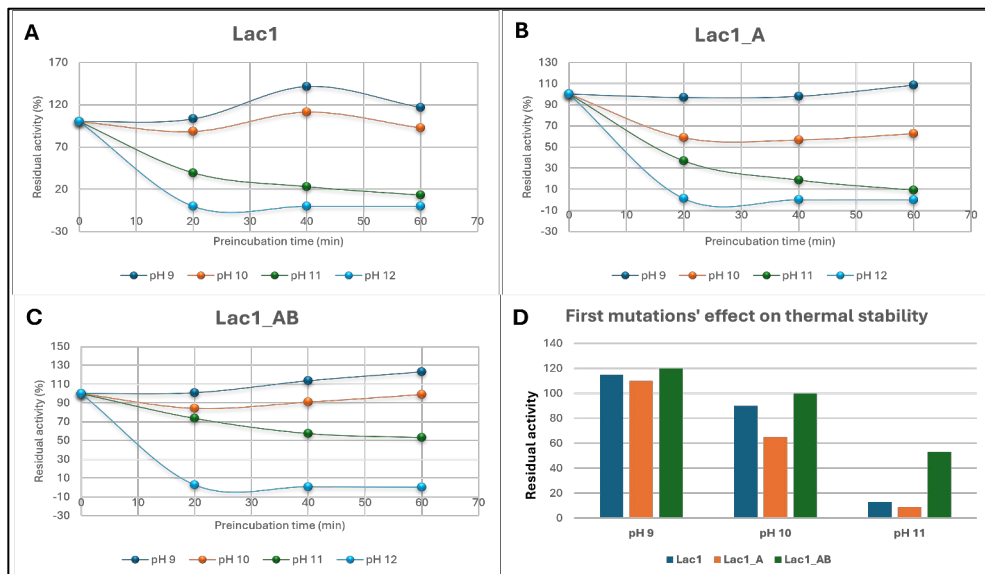 A
Lac1
Residual activity (%)
170
120
70
20
-30
0 10 20 30 40 50 60 70
Preincubation time (min)
pH 9 pH 10 pH 11 pH 12
B
Lac1_A
Residual activity (%)
130
110
90
70
50
30
10
-10
-30
0 10 20 30 40 50 60 70
Preincubation time (min)
pH 9 pH 10 pH 11 pH 12
C
Lac1_AB
Residual activity (%)
150
130
110
90
70
50
30
10
-10
-30
0 10 20 30 40 50 60 70
Preincubation time (min)
pH 9 pH 10 pH 11 pH 12
D
First mutations' effect on thermal stability
Residual activity
140
120
100
80
60
40
20
0
pH 9 pH 10 pH 11
Lac1 Lac1_A Lac1_AB